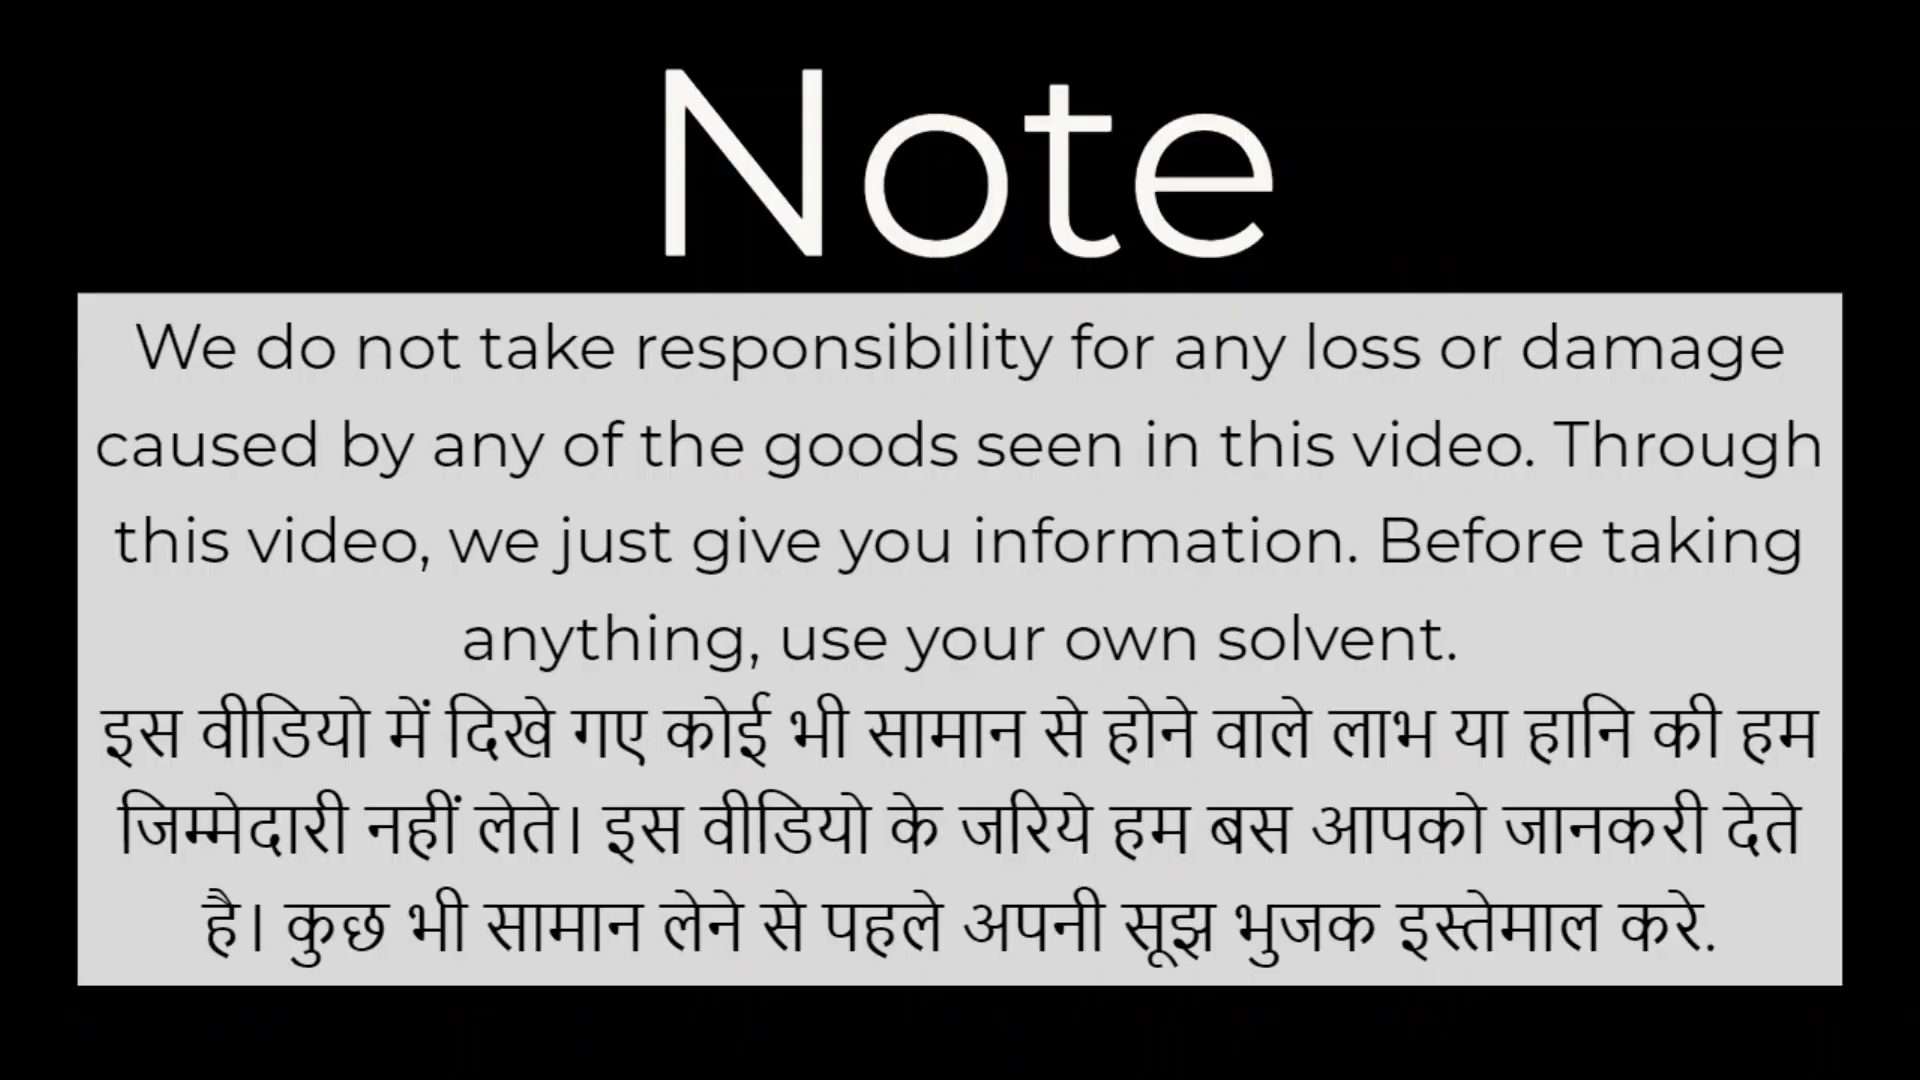 Note
We do not take responsibility for any loss or damage
caused by any of the goods seen in this video. Through
this video, we just give you information. Before taking
anything, use your own solvent.
इस वीडियो में दिखे गए कोई भी सामान से होने वाले लाभ या हानि की हम
जिम्मेदारी नहीं लेते। इस वीडियो के जरिये हम बस आपको जानकरी देते
है। कुछ भी सामान लेने से पहले अपनी सूझ भुजक इस्तेमाल करे.